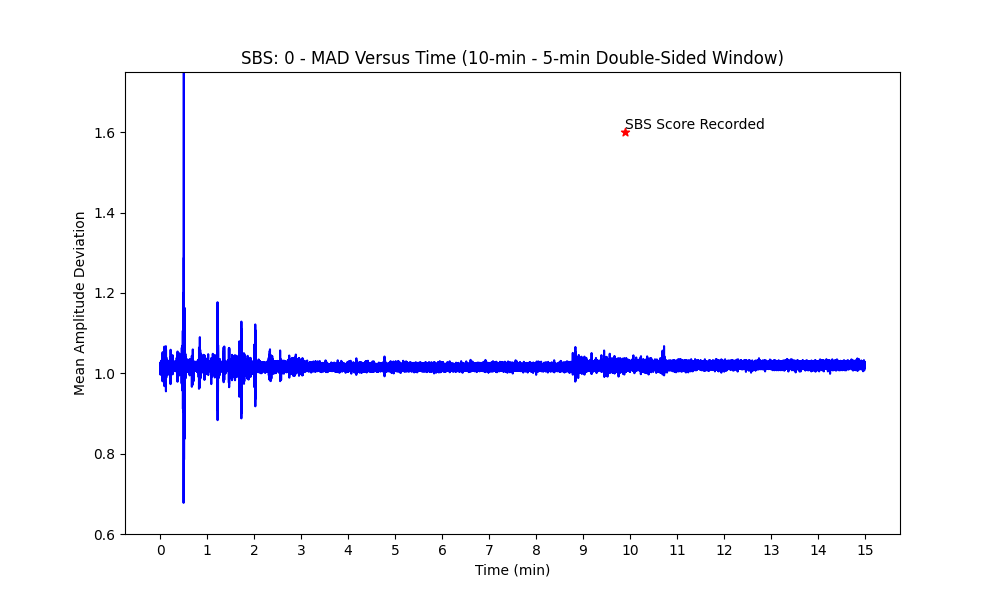 SBS: 0 - MAD Versus Time (10-min - 5-min Double-Sided Window)
SBS Score Recorded
Mean Amplitude Deviation
1.6
1.4
1.2
1.0
0.8
0.6
0 1 2 3 4 5 6 7 8 9 10 11 12 13 14 15
Time (min)